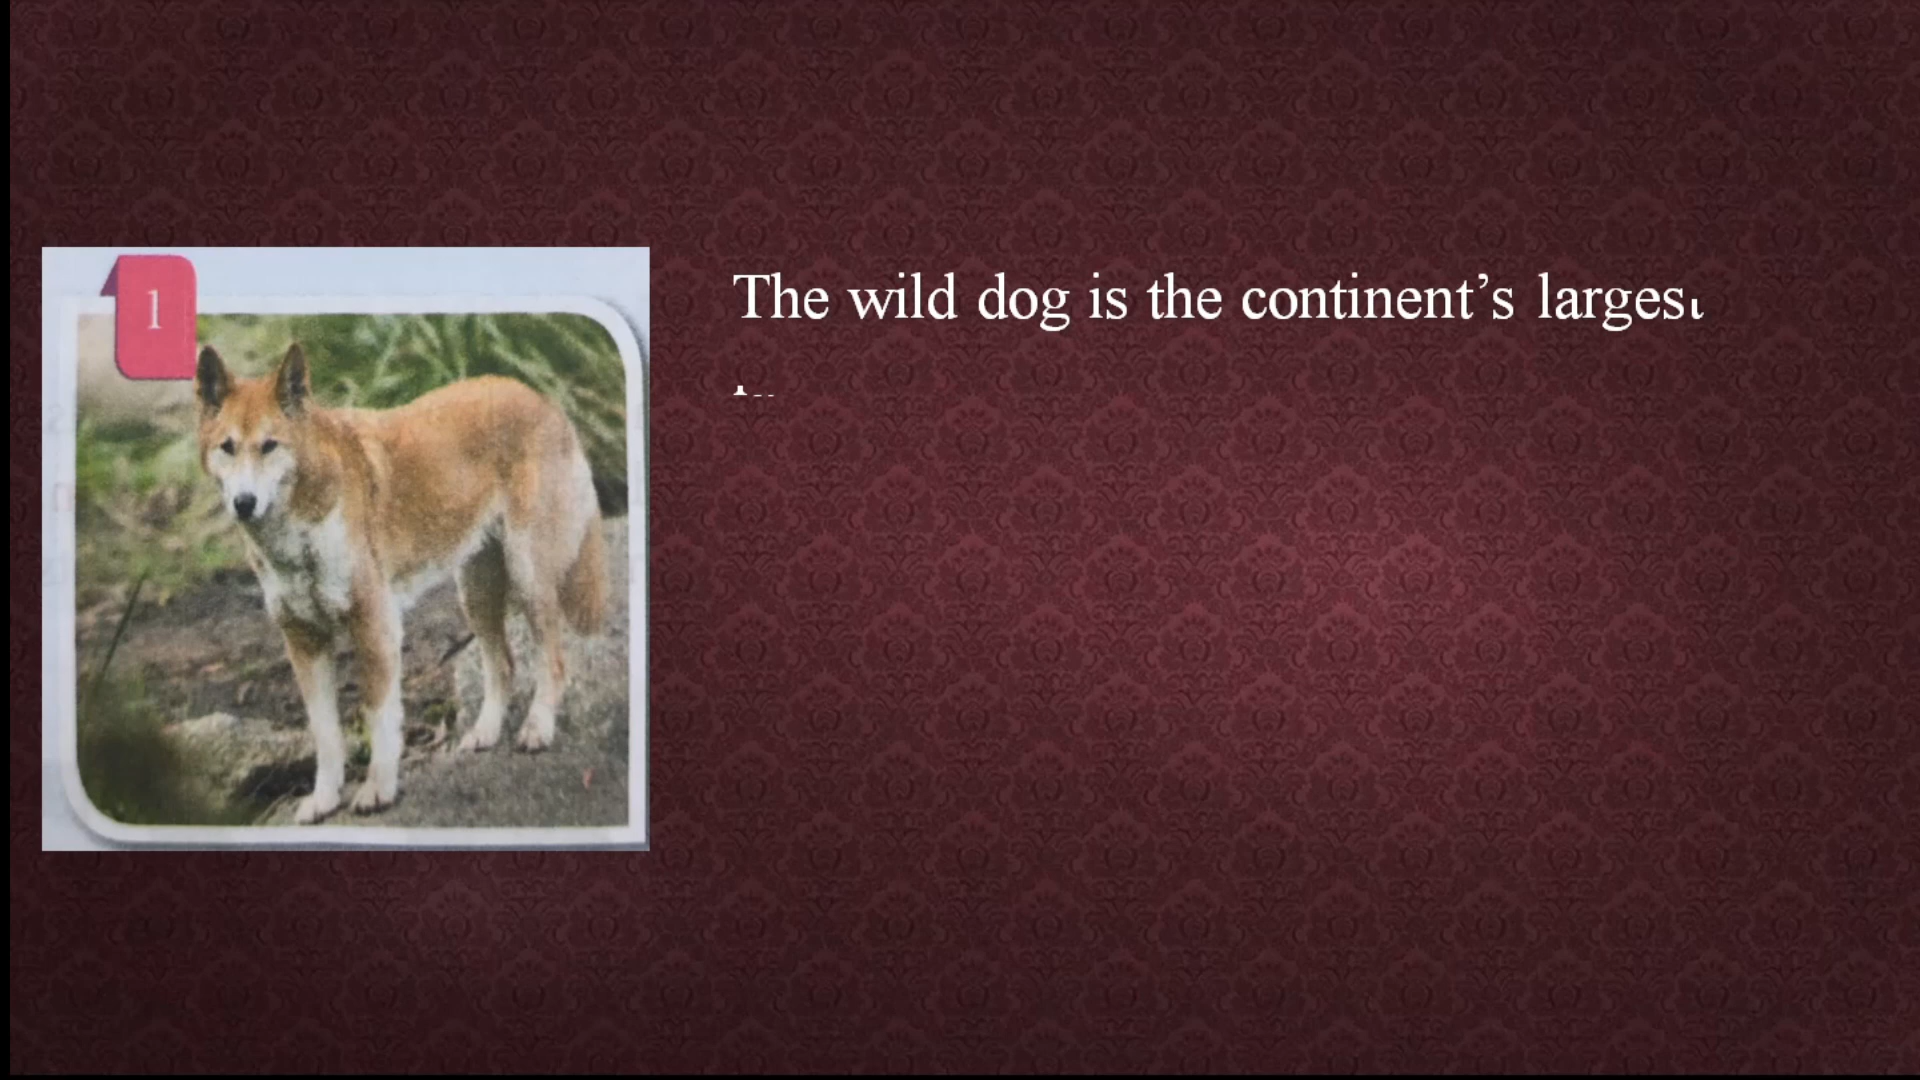 1
The wild dog is the continent’s largest